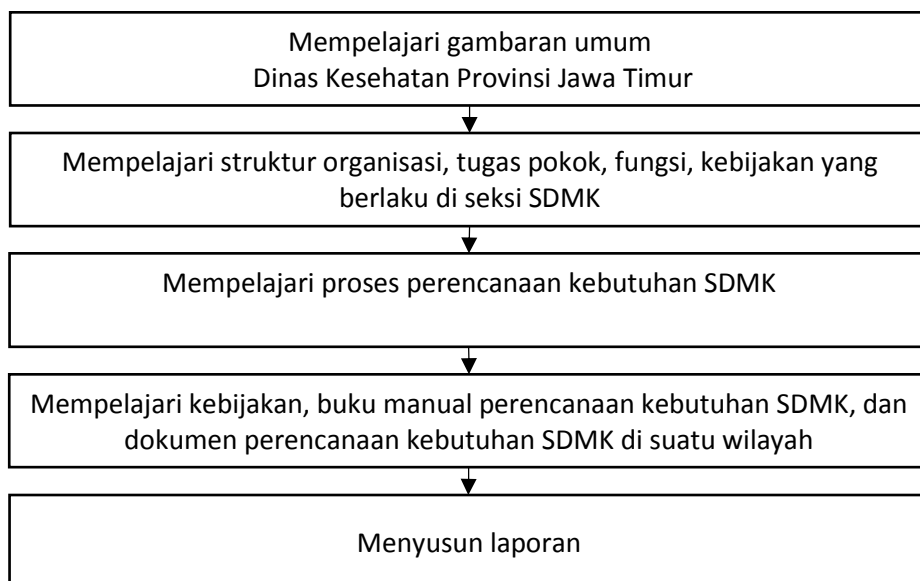 Mempelajari gambaran umum
Dinas Kesehatan Provinsi Jawa Timur
Mempelajari struktur organisasi, tugas pokok, fungsi, kebijakan yang
berlaku di seksi SDMK
Mempelajari proses perencanaan kebutuhan SDMK
Mempelajari kebijakan, buku manual perencanaan kebutuhan SDMK, dan
dokumen perencanaan kebutuhan SDMK di suatu wilayah
Menyusun laporan